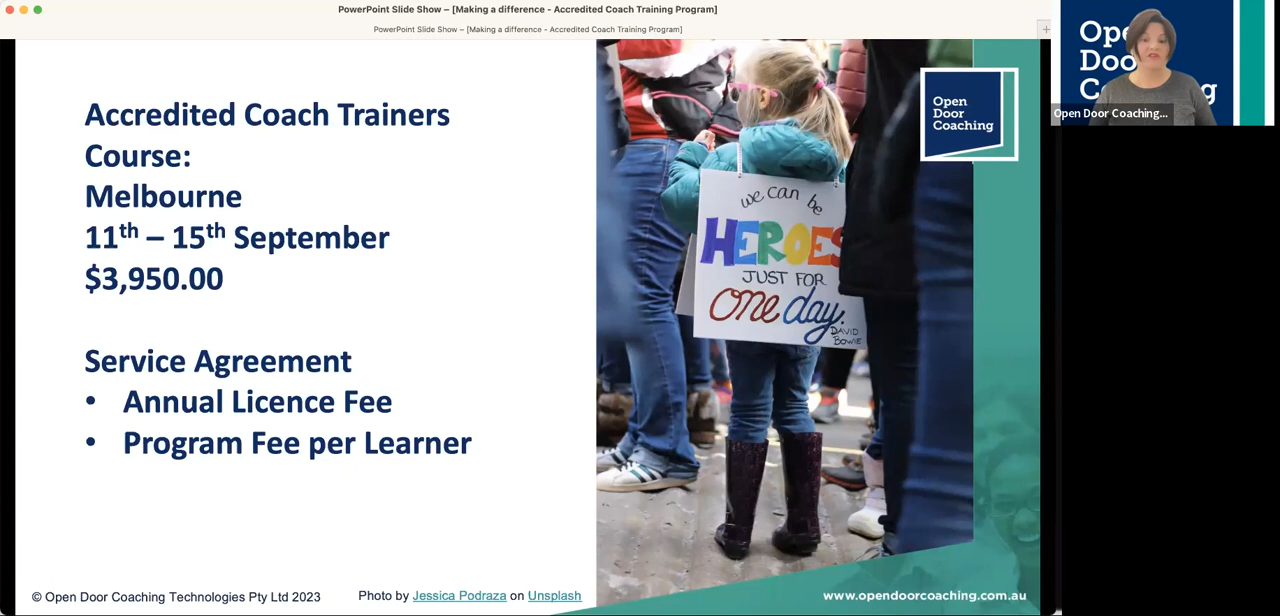 PowerPoint Slide Show – [Making a difference - Accredited Coach Training Program]
PowerPoint Slide Show – [Making a difference - Accredited Coach Training Program]
Accredited Coach Trainers
Course:
Melbourne
11th – 15th September
$3,950.00
Service Agreement
• Annual Licence Fee
• Program Fee per Learner
© Open Door Coaching Technologies Pty Ltd 2023
Photo by Jessica Podraza on Unsplash
we can be
HEROES
JUST FOR
one day.
DAVID
BOWIE
Open
Door
Coaching
www.opendoorcoaching.com.au
Open Door Coaching...